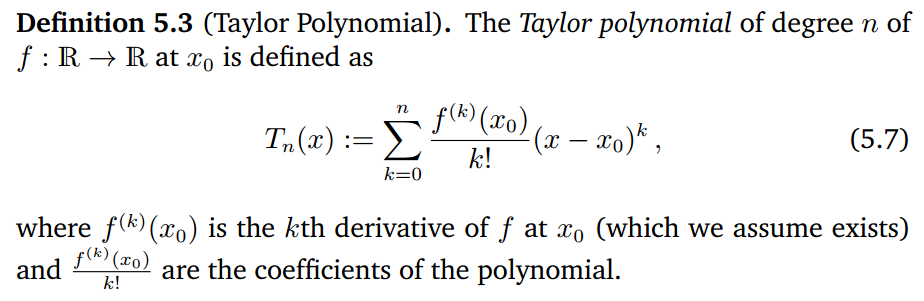 Definition 5.3 (Taylor Polynomial). The Taylor polynomial of degree n of
f : ℝ → ℝ at x₀ is defined as
Tₙ(x) := ∑_{k=0}^{n} \frac{f^{(k)}(x₀)}{k!} (x − x₀)^k , (5.7)
where f^{(k)}(x₀) is the kth derivative of f at x₀ (which we assume exists)
and \frac{f^{(k)}(x₀)}{k!} are the coefficients of the polynomial.